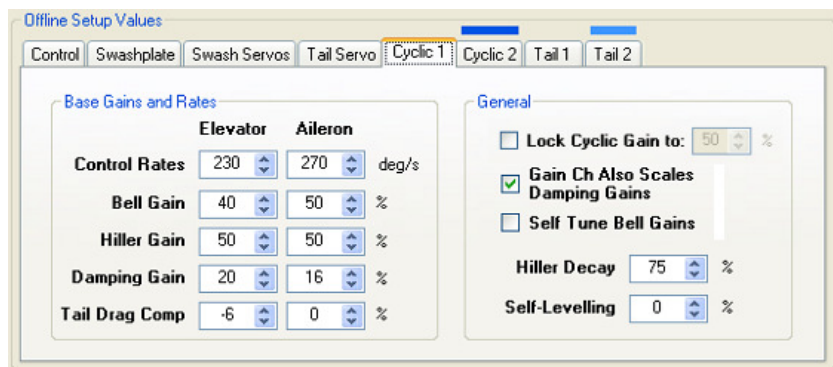 Offline Setup Values
Control Swashplate Swash Servos Tail Servo Cyclic 1 Cyclic 2 Tail 1 Tail 2
Base Gains and Rates
Elevator Aileron
Control Rates 230 270 deg/s
Bell Gain 40 50 %
Hiller Gain 50 50 %
Damping Gain 20 16 %
Tail Drag Comp -6 0 %
General
Lock Cyclic Gain to: 50 %
Gain Ch Also Scales
Damping Gains
Self Tune Bell Gains
Hiller Decay 75 %
Self-Levelling 0 %